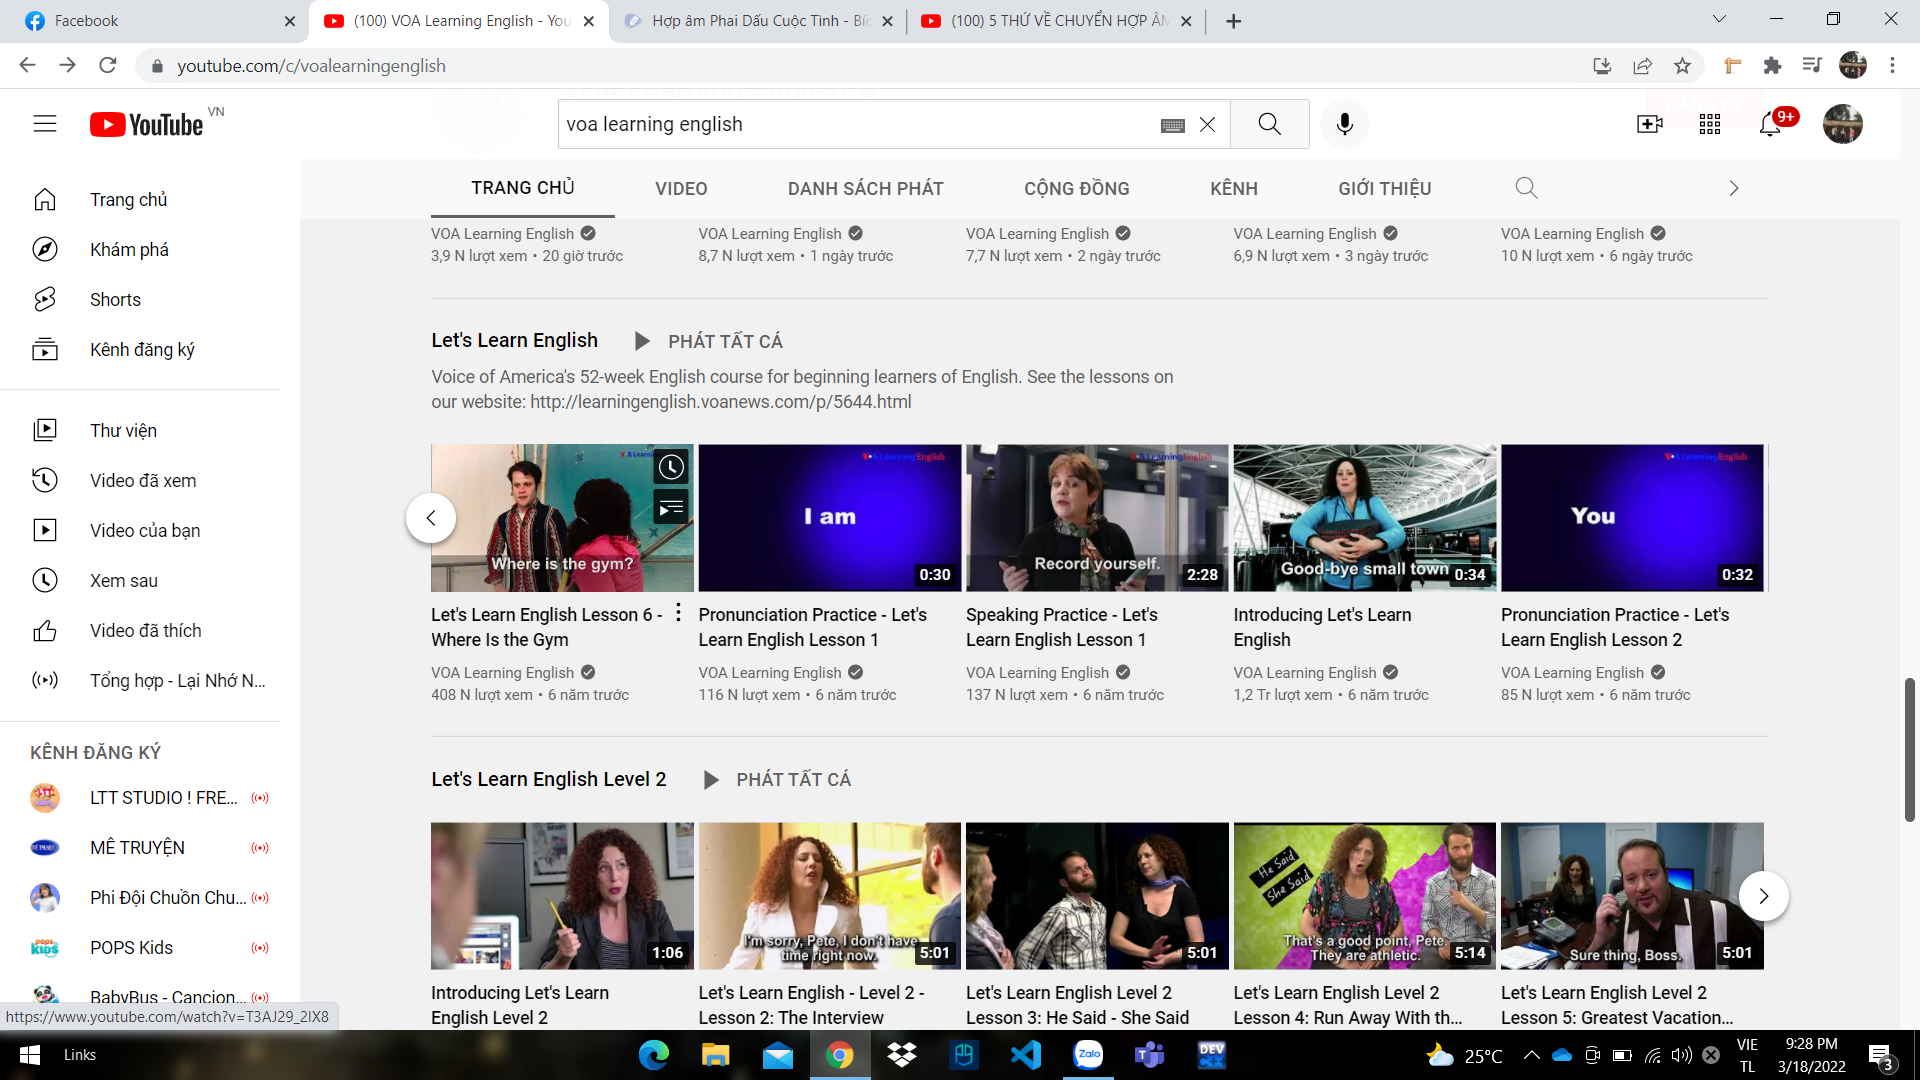 Facebook
(100) VOA Learning English - You
Hợp âm Phai Dấu Cuộc Tình - Bíc
(100) 5 THỨ VỀ CHUYỂN HỢP ÂM
youtube.com/c/voalearningenglish
YouTube VN
voa learning english
9+
TRANG CHỦ
VIDEO
DANH SÁCH PHÁT
CỘNG ĐỒNG
KÊNH
GIỚI THIỆU
Trang chủ
Khám phá
Shorts
Kênh đăng ký
Thư viện
Video đã xem
Video của bạn
Xem sau
Video đã thích
Tổng hợp - Lại Nhớ N...
KÊNH ĐĂNG KÝ
LTT STUDIO ! FRE...
MÊ TRUYỆN
Phi Đội Chuồn Chu...
POPS Kids
BabyBus - Cancion...
https://www.youtube.com/watch?v=T3AJ29_2IX8
VOA Learning English
3,9 N lượt xem • 20 giờ trước
VOA Learning English
8,7 N lượt xem • 1 ngày trước
VOA Learning English
7,7 N lượt xem • 2 ngày trước
VOA Learning English
6,9 N lượt xem • 3 ngày trước
VOA Learning English
10 N lượt xem • 6 ngày trước
Let's Learn English
PHÁT TẤT CẢ
Voice of America's 52-week English course for beginning learners of English. See the lessons on
our website: http://learningenglish.voanews.com/p/5644.html
Where is the gym?
Let's Learn English Lesson 6 -
Where Is the Gym
VOA Learning English
408 N lượt xem • 6 năm trước
VOA Learning English
I am
0:30
Pronunciation Practice - Let's
Learn English Lesson 1
VOA Learning English
116 N lượt xem • 6 năm trước
VOA Learning English
Record yourself.
2:28
Speaking Practice - Let's
Learn English Lesson 1
VOA Learning English
137 N lượt xem • 6 năm trước
Good-bye small town
0:34
Introducing Let's Learn
English
VOA Learning English
1,2 Tr lượt xem • 6 năm trước
VOA Learning English
You
0:32
Pronunciation Practice - Let's
Learn English Lesson 2
VOA Learning English
85 N lượt xem • 6 năm trước
Let's Learn English Level 2
PHÁT TẤT CẢ
1:06
Introducing Let's Learn
English Level 2
I'm sorry, Pete, I don't have
time right now.
5:01
Let's Learn English - Level 2 -
Lesson 2: The Interview
5:01
Let's Learn English Level 2
Lesson 3: He Said - She Said
He Said
She Said
That's a good point, Pete.
They are athletic.
5:14
Let's Learn English Level 2
Lesson 4: Run Away With th...
Sure thing, Boss.
5:01
Let's Learn English Level 2
Lesson 5: Greatest Vacation...
Links
Zalo
DEV
C++
25°C
VIE
TL
9:28 PM
3/18/2022
3